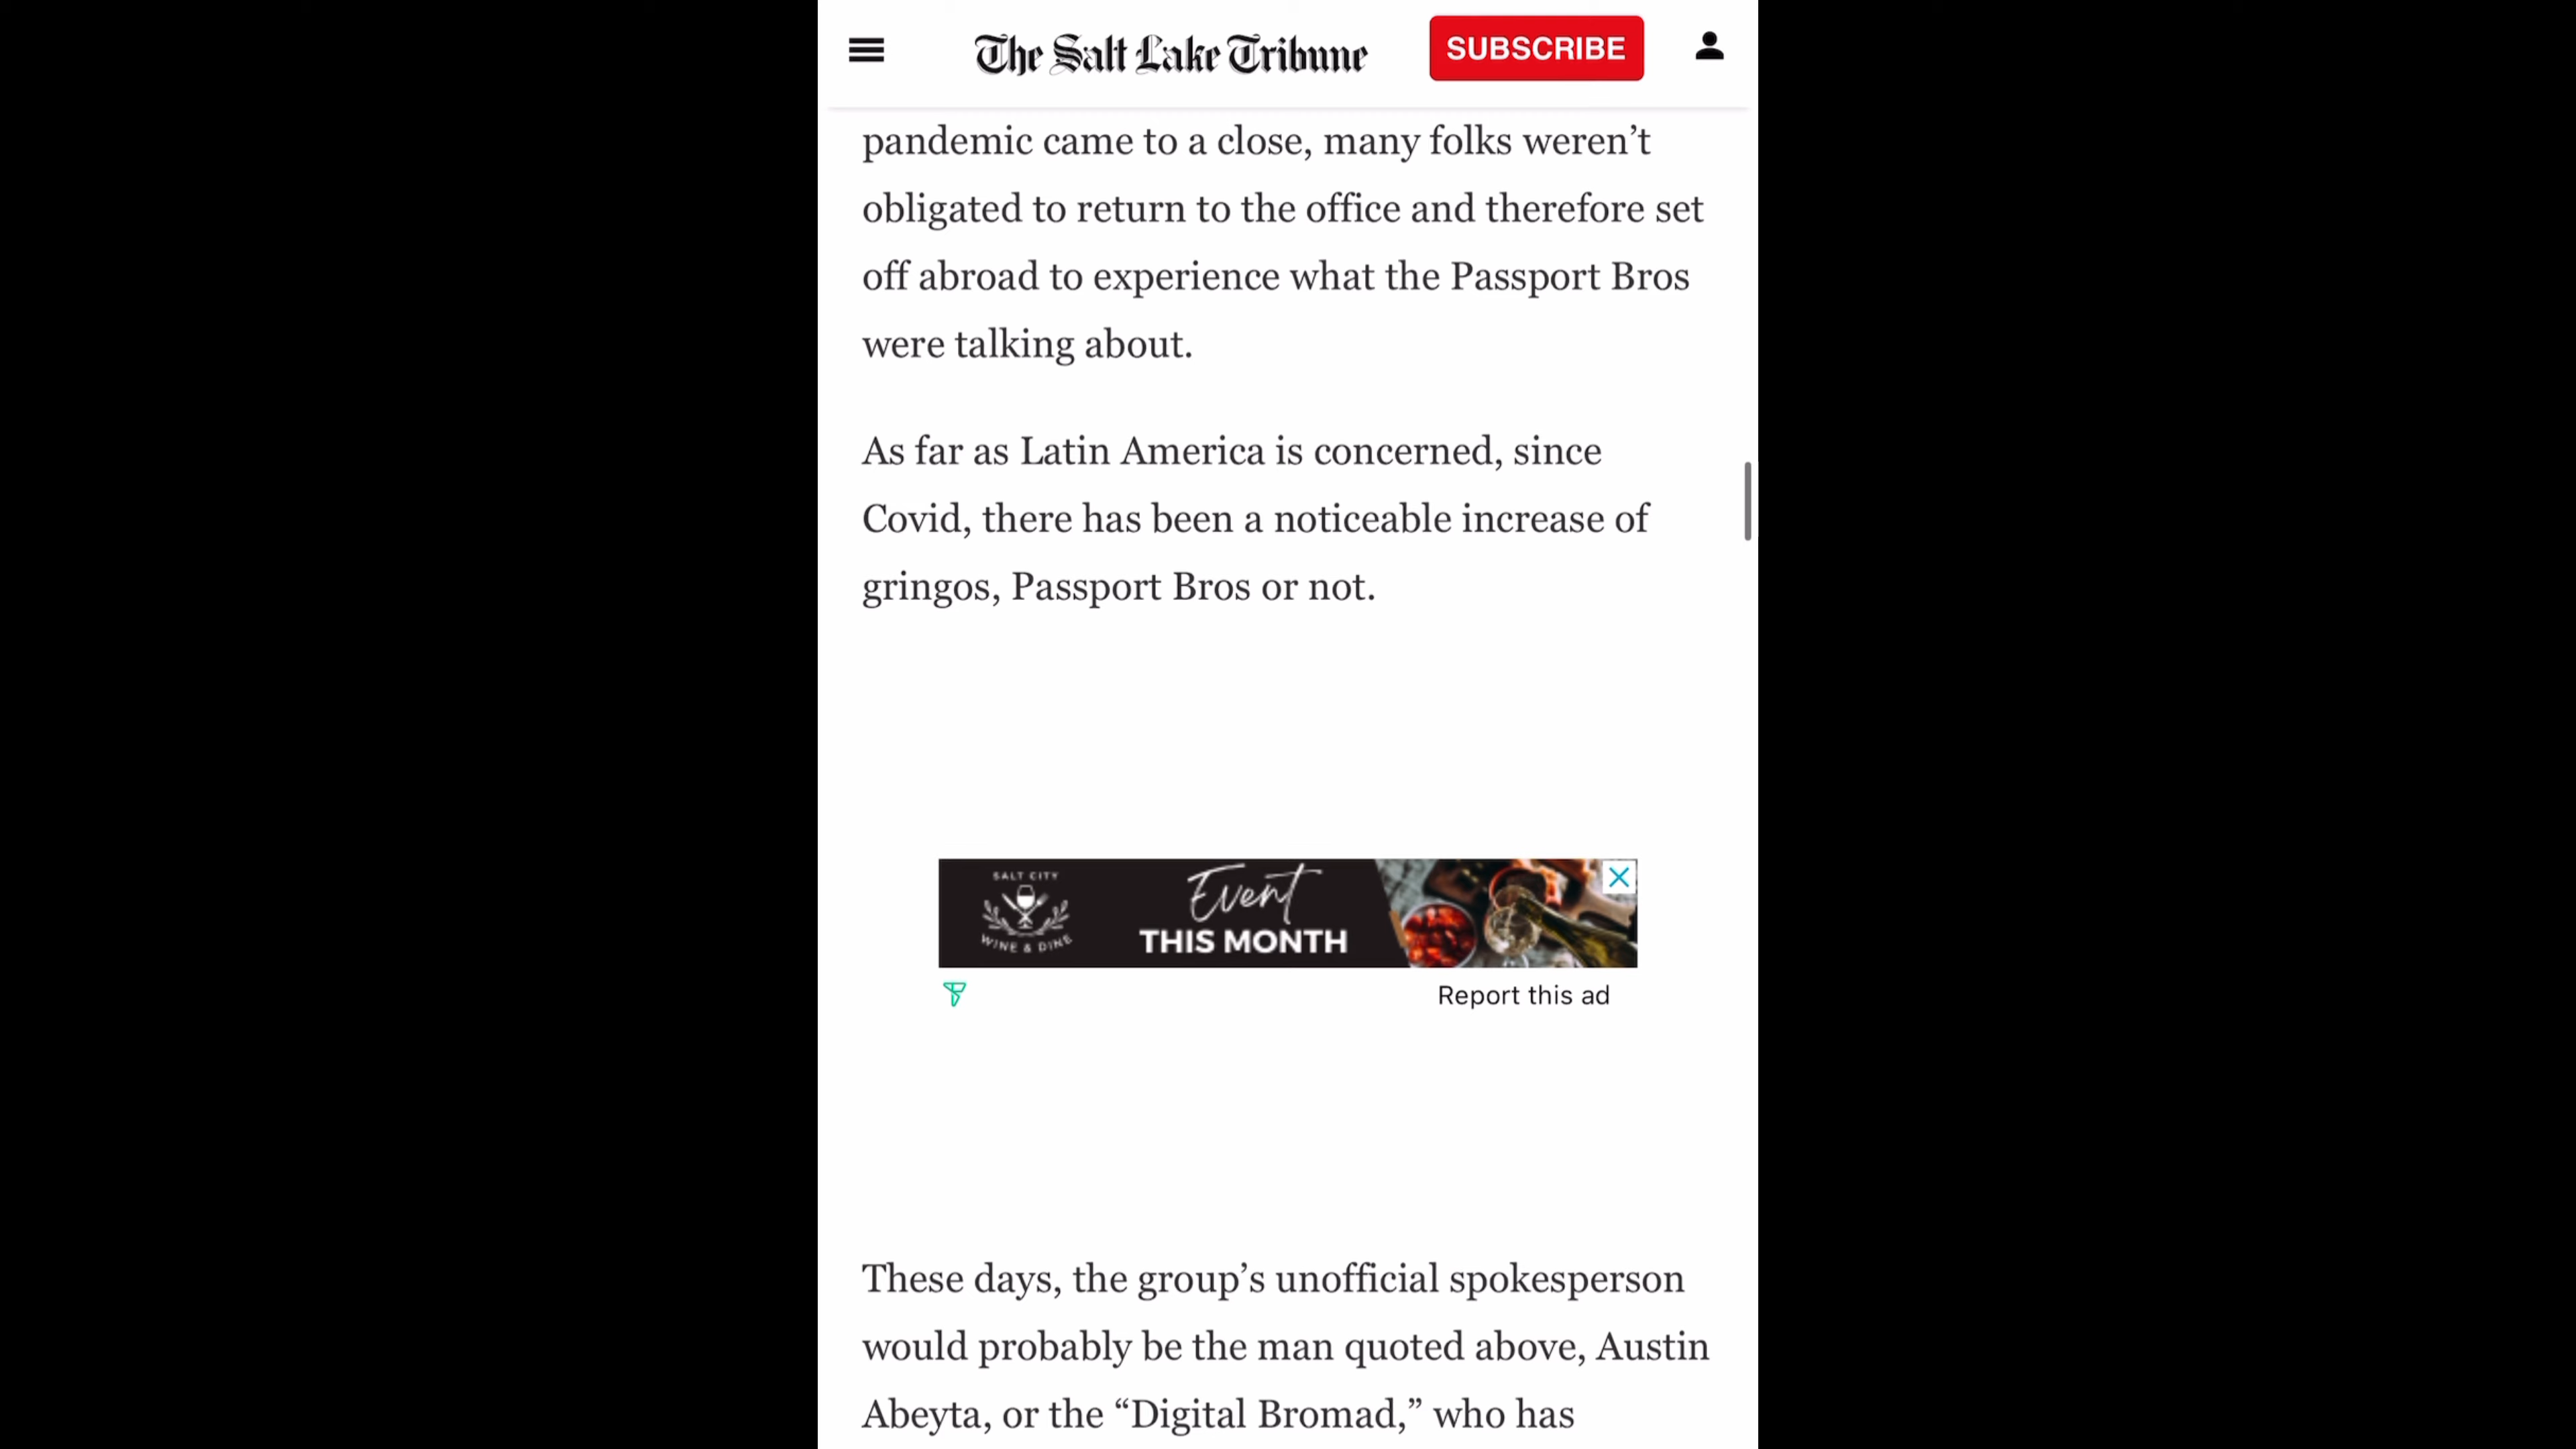 The Salt Lake Tribune
SUBSCRIBE
pandemic came to a close, many folks weren’t
obligated to return to the office and therefore set
off abroad to experience what the Passport Bros
were talking about.
As far as Latin America is concerned, since
Covid, there has been a noticeable increase of
gringos, Passport Bros or not.
SALT CITY
WINE & DINE
Event
THIS MONTH
Report this ad
These days, the group’s unofficial spokesperson
would probably be the man quoted above, Austin
Abeyta, or the “Digital Bromad,” who has